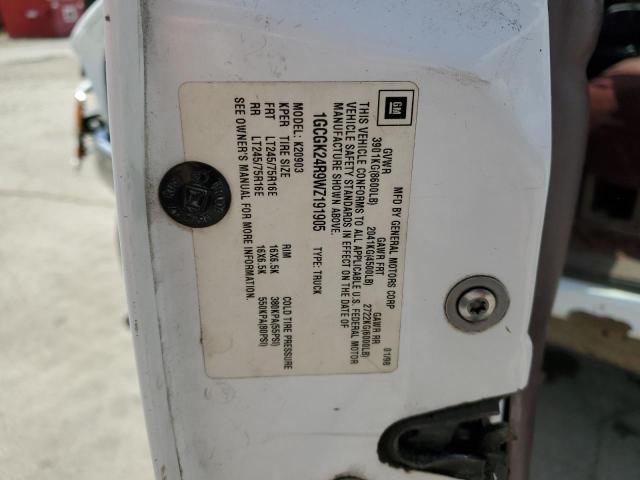 GM
MFD BY GENERAL MOTORS CORP 01/98
GVWR GAWR FRT GAWR RR
3901KG(8600LB) 2041KG(4500LB) 2722KG(6000LB)
THIS VEHICLE CONFORMS TO ALL APPLICABLE U.S. FEDERAL MOTOR
VEHICLE SAFETY STANDARDS IN EFFECT ON THE DATE OF
MANUFACTURE SHOWN ABOVE.
1GCGK24R9WZ191905 TYPE: TRUCK
MODEL: K20903
KPER TIRE SIZE RIM COLD TIRE PRESSURE
FRT LT245/75R16E 16X6.5K 380KPA(55PSI)
RR LT245/75R16E 16X6.5K 550KPA(80PSI)
SEE OWNER'S MANUAL FOR MORE INFORMATION.